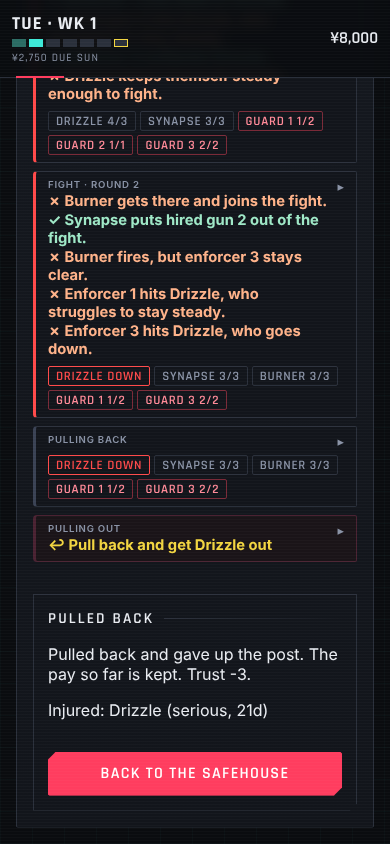 TUE · WK 1
¥2,750 DUE SUN
¥8,000
× Drizzle keeps themself steady
enough to fight.
DRIZZLE 4/3 SYNAPSE 3/3 GUARD 1 1/2
GUARD 2 1/1 GUARD 3 2/2
FIGHT · ROUND 2 ▸
× Burner gets there and joins the fight.
✓ Synapse puts hired gun 2 out of the
fight.
× Burner fires, but enforcer 3 stays
clear.
× Enforcer 1 hits Drizzle, who
struggles to stay steady.
× Enforcer 3 hits Drizzle, who goes
down.
DRIZZLE DOWN SYNAPSE 3/3 BURNER 3/3
GUARD 1 1/2 GUARD 3 2/2
PULLING BACK ▸
DRIZZLE DOWN SYNAPSE 3/3 BURNER 3/3
GUARD 1 1/2 GUARD 3 2/2
PULLING OUT ▸
↩ Pull back and get Drizzle out
PULLED BACK
Pulled back and gave up the post. The
pay so far is kept. Trust -3.
Injured: Drizzle (serious, 21d)
BACK TO THE SAFEHOUSE